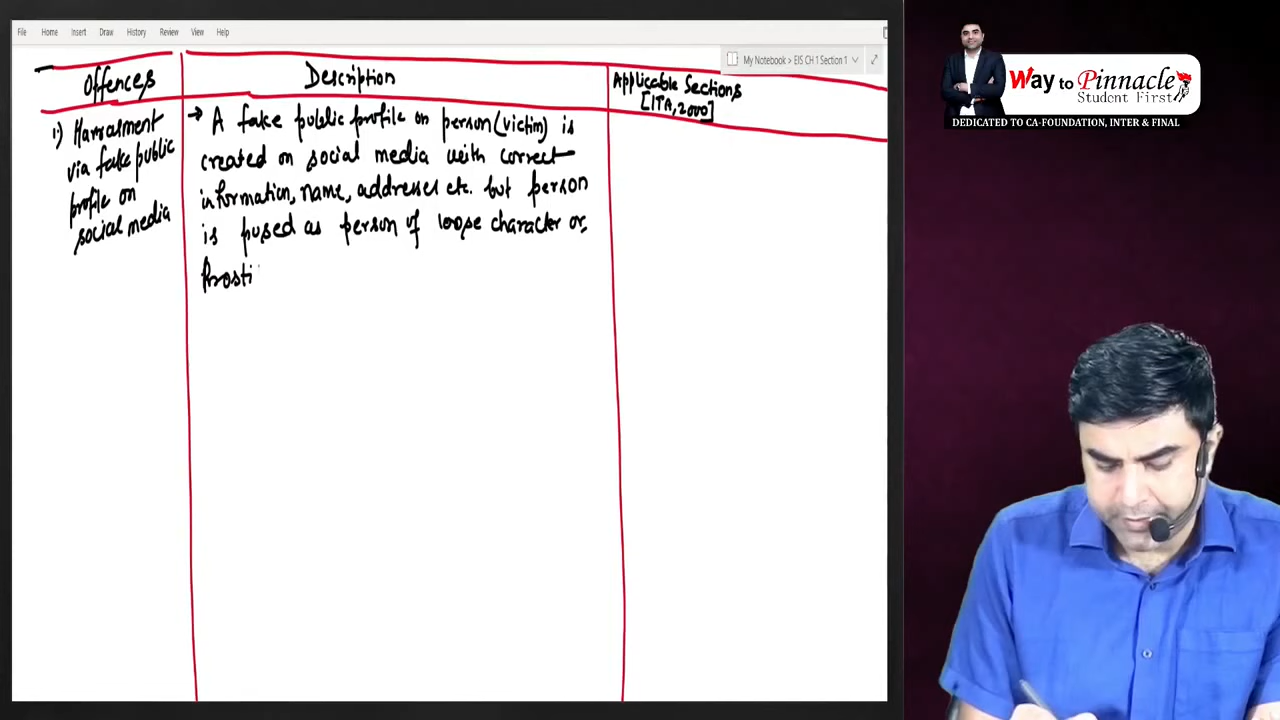 File Home Insert Draw History Review View Help
My Notebook > EIS CH 1 Section 1
Offences
Description
Applicable Sections
[ITA, 2000]
1) Harrasment
via fake public
profile on
social media
→ A fake public profile on person (victim) is
created on social media with correct
information, name, addresses etc. but person
is posed as person of loose character or
Prosti
Way to Pinnacle
Student First
DEDICATED TO CA-FOUNDATION, INTER & FINAL